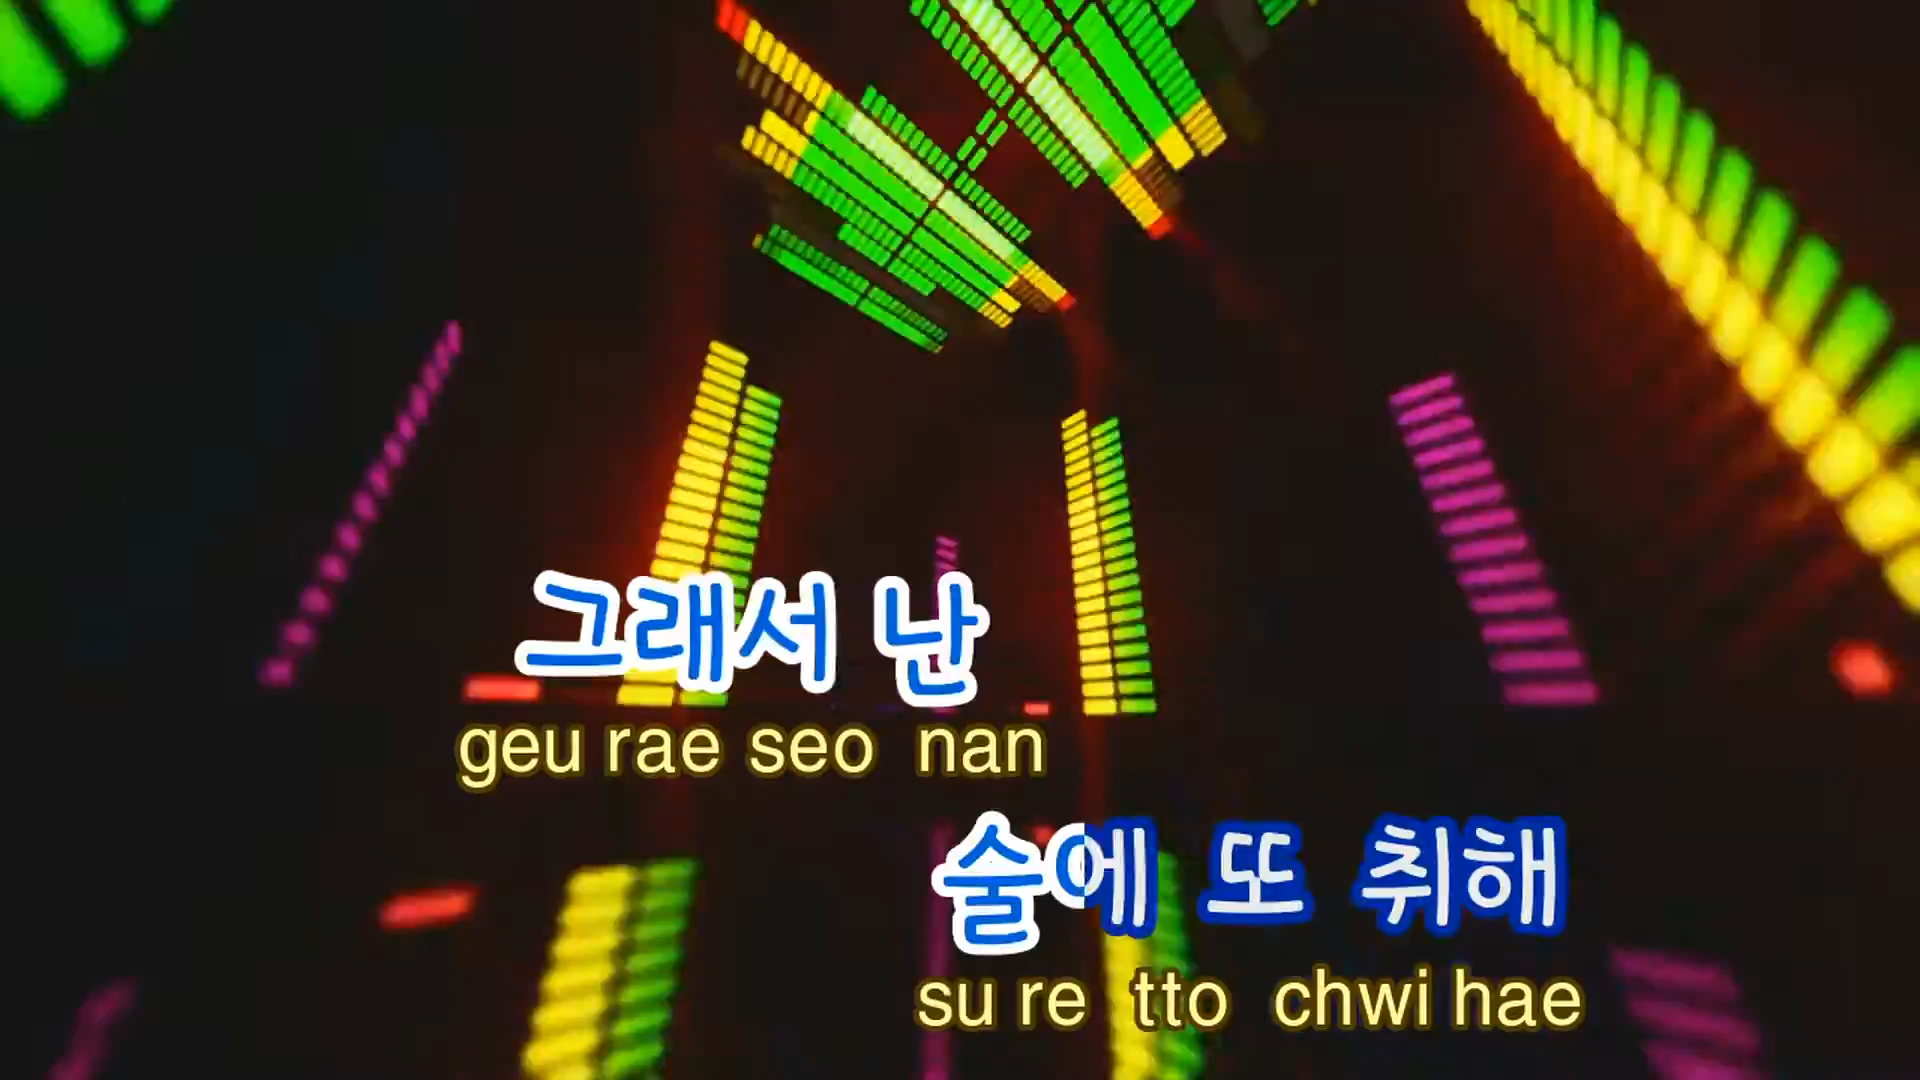 그래서 난
geu rae seo nan
술에 또 취해
su re tto chwi hae